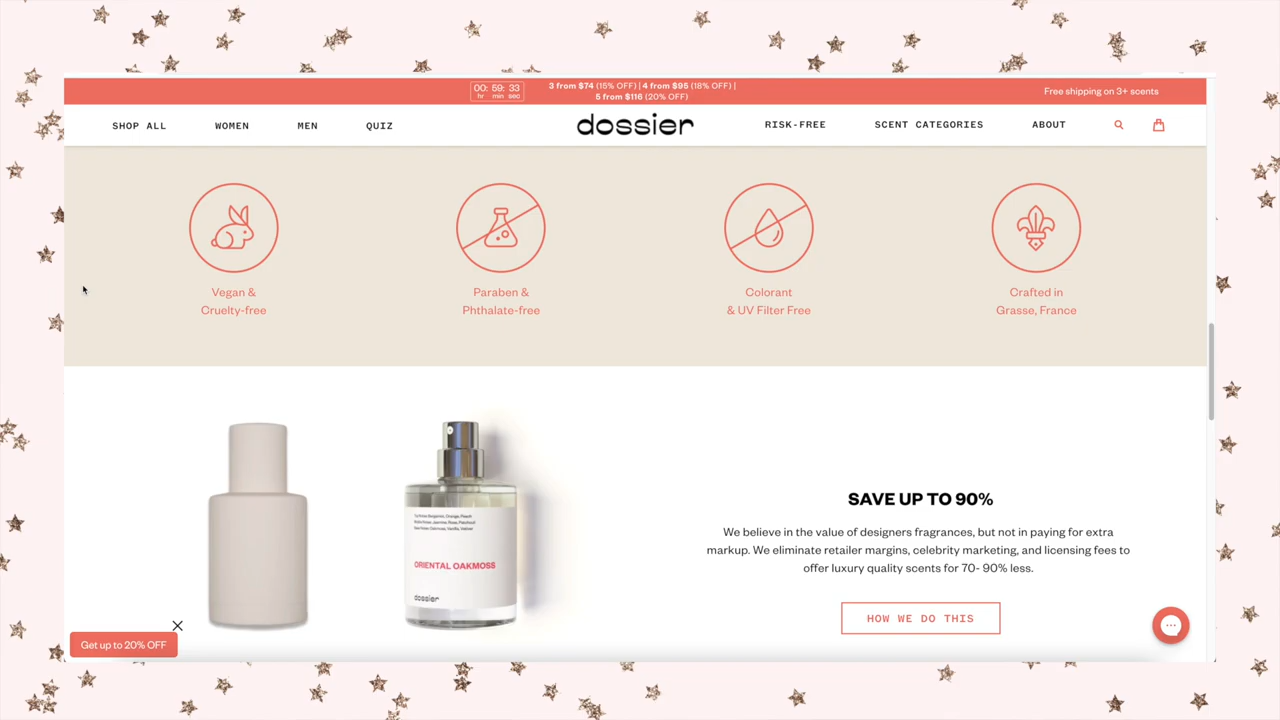 00: 59: 33
hr min sec
3 from $74 (15% OFF) | 4 from $95 (18% OFF) |
5 from $116 (20% OFF)
Free shipping on 3+ scents
SHOP ALL
WOMEN
MEN
QUIZ
dossier
RISK-FREE
SCENT CATEGORIES
ABOUT
Vegan &
Cruelty-free
Paraben &
Phthalate-free
Colorant
& UV Filter Free
Crafted in
Grasse, France
ORIENTAL OAKMOSS
dossier
SAVE UP TO 90%
We believe in the value of designers fragrances, but not in paying for extra
markup. We eliminate retailer margins, celebrity marketing, and licensing fees to
offer luxury quality scents for 70- 90% less.
HOW WE DO THIS
Get up to 20% OFF